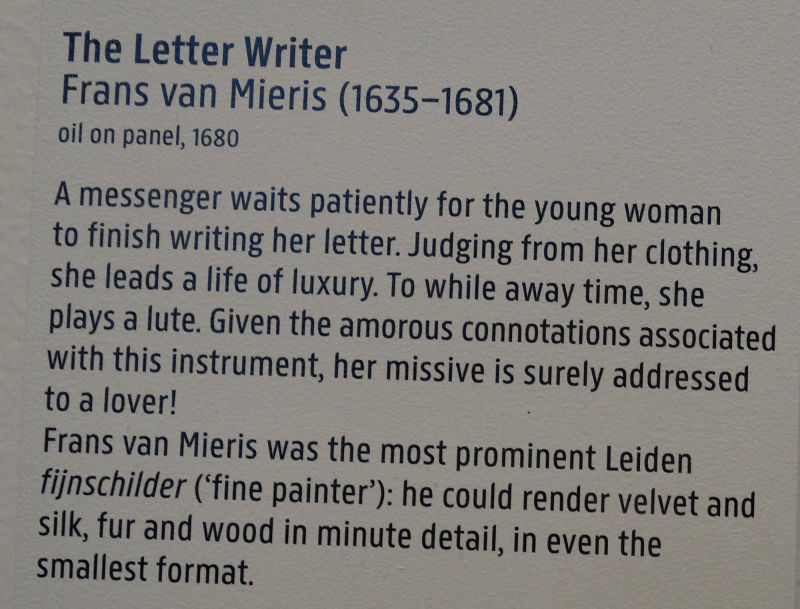 The Letter Writer
Frans van Mieris (1635–1681)
oil on panel, 1680
A messenger waits patiently for the young woman
to finish writing her letter. Judging from her clothing,
she leads a life of luxury. To while away time, she
plays a lute. Given the amorous connotations associated
with this instrument, her missive is surely addressed
to a lover!
Frans van Mieris was the most prominent Leiden
fijnschilder (‘fine painter’): he could render velvet and
silk, fur and wood in minute detail, in even the
smallest format.